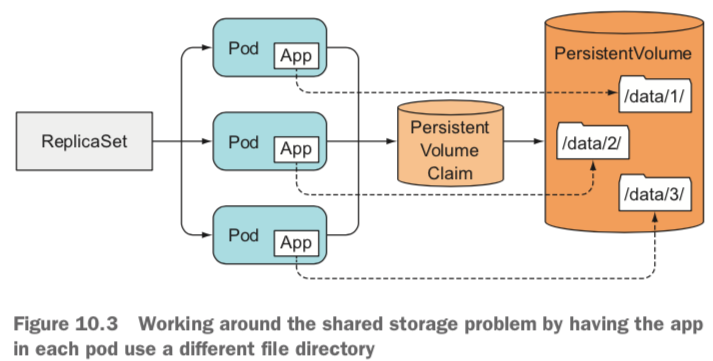 Pod
App
PersistentVolume
/data/1/
ReplicaSet
Pod
App
Persistent
Volume
Claim
/data/2/
/data/3/
Pod
App
Figure 10.3 Working around the shared storage problem by having the app
in each pod use a different file directory